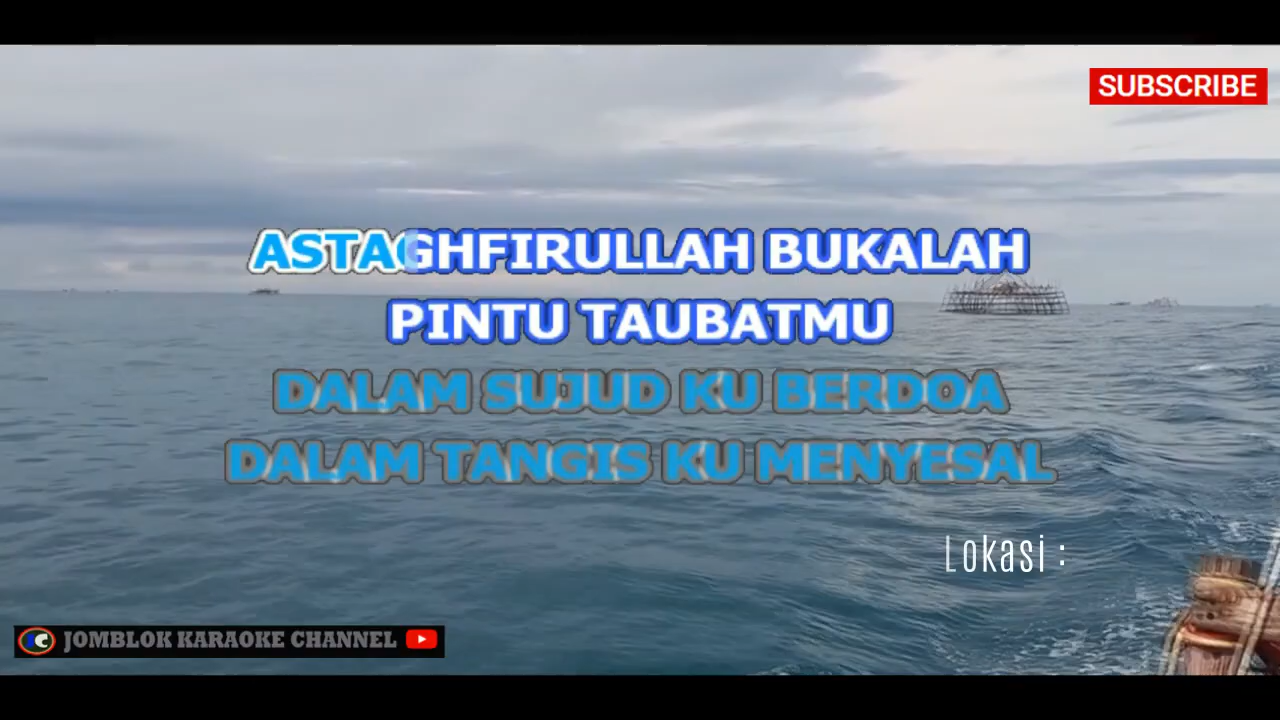 SUBSCRIBE
ASTAGHFIRULLAH BUKALAH
PINTU TAUBATMU
DALAM SUJUD KU BERDOA
DALAM TANGIS KU MENYESAL
Lokasi :
JOMBLOK KARAOKE CHANNEL